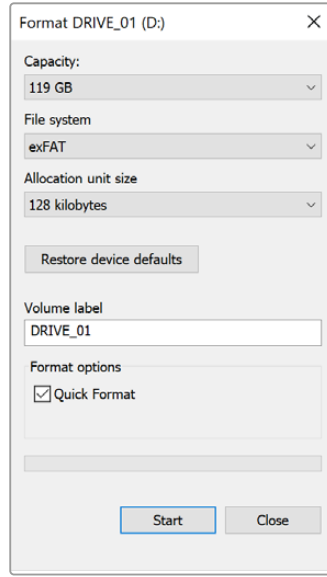 Format DRIVE_01 (D:)
Capacity:
119 GB
File system
exFAT
Allocation unit size
128 kilobytes
Restore device defaults
Volume label
DRIVE_01
Format options
Quick Format
Start Close